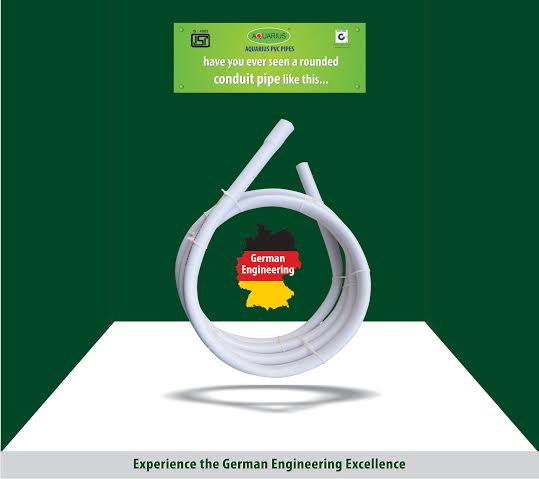 AQUARIUS
AQUARIUS PVC PIPES
have you ever seen a rounded
conduit pipe like this...
German
Engineering
Experience the German Engineering Excellence